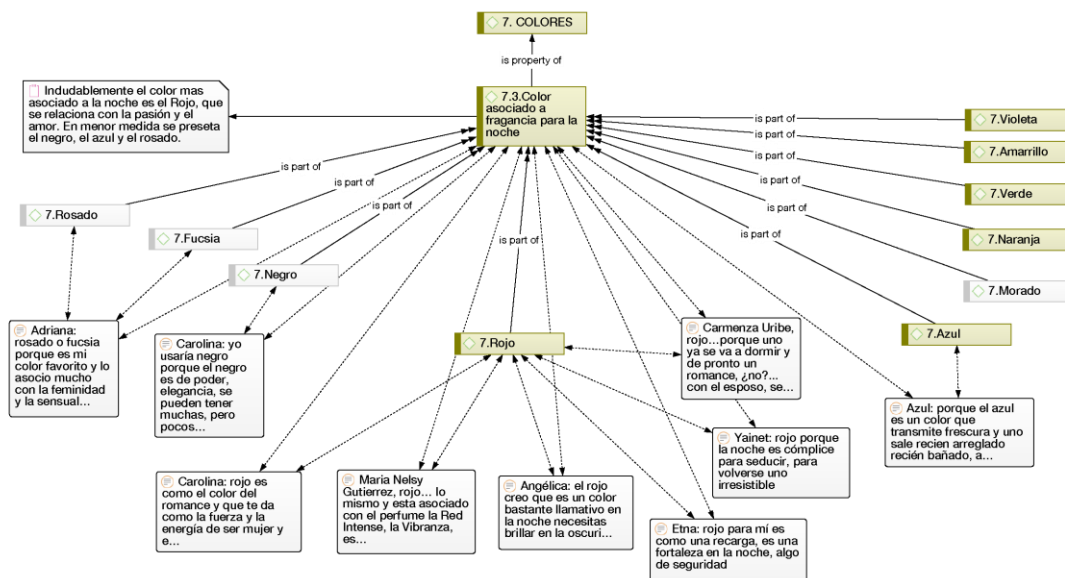 7. COLORES
is property of
Indudablemente el color mas
asociado a la noche es el Rojo, que
se relaciona con la pasión y el
amor. En menor medida se preseta
el negro, el azul y el rosado.
7.3.Color
asociado a
fragancia para la
noche
is part of
7.Violeta
is part of
7.Amarrillo
is part of
7.Verde
is part of
7.Naranja
is part of
7.Morado
is part of
7.Azul
is part of
7.Rosado
is part of
7.Fucsia
is part of
7.Negro
is part of
7.Rojo
Adriana:
rosado o fucsia
porque es mi
color favorito y lo
asocio mucho
con la feminidad
y la sensual...
Carolina: yo
usaría negro
porque el negro
es de poder,
elegancia, se
pueden tener
muchas, pero
pocos...
Carmenza Uribe,
rojo...porque uno
ya se va a dormir y
de pronto un
romance, ¿no?...
con el esposo, se...
Azul: porque el azul
es un color que
transmite frescura y uno
sale recien arreglado
recién bañado, a...
Yainet: rojo porque
la noche es cómplice
para seducir, para
volverse uno
irresistible
Carolina: rojo es
como el color del
romance y que te da
como la fuerza y la
energía de ser mujer y
e...
Maria Nelsy
Gutierrez, rojo... lo
mismo y esta asociado
con el perfume la Red
Intense, la Vibranza,
es...
Angélica: el rojo
creo que es un color
bastante llamativo en
la noche necesitas
brillar en la oscuri...
Etna: rojo para mí es
como una recarga, es una
fortaleza en la noche, algo
de seguridad